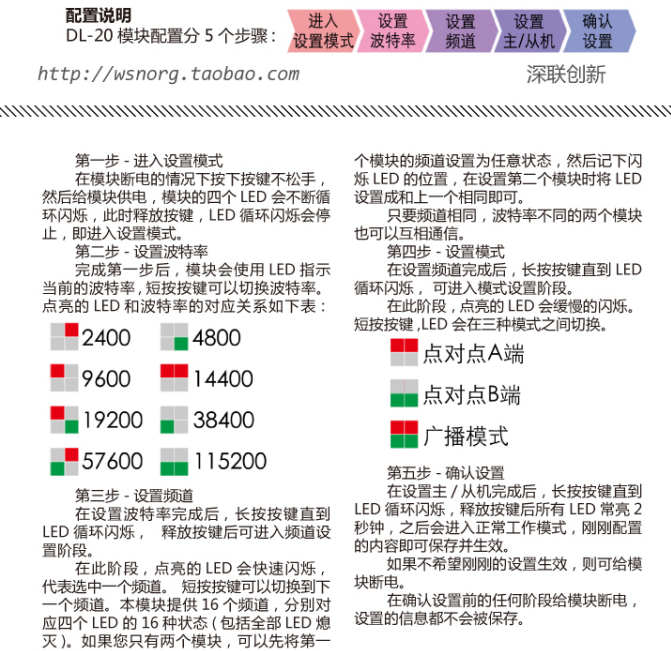 配置说明
DL-20 模块配置分 5 个步骤：
进入
设置模式
设置
波特率
设置
频道
设置
主/从机
确认
设置
http://wsnorg.taobao.com
深联创新
第一步 - 进入设置模式
在模块断电的情况下按下按键不松手，
然后给模块供电，模块的四个 LED 会不断循
环闪烁，此时释放按键，LED 循环闪烁会停
止，即进入设置模式。
第二步 - 设置波特率
完成第一步后，模块会使用 LED 指示
当前的波特率，短按按键可以切换波特率。
点亮的 LED 和波特率的对应关系如下表：
2400
4800
9600
14400
19200
38400
57600
115200
第三步 - 设置频道
在设置波特率完成后，长按按键直到
LED 循环闪烁， 释放按键后可进入频道设
置阶段。
在此阶段，点亮的 LED 会快速闪烁，
代表选中一个频道。 短按按键可以切换到下
一个频道。本模块提供 16 个频道，分别对
应四个 LED 的 16 种状态 ( 包括全部 LED 熄
灭 )。如果您只有两个模块，可以先将第一
个模块的频道设置为任意状态，然后记下闪
烁 LED 的位置，在设置第二个模块时将 LED
设置成和上一个相同即可。
只要频道相同，波特率不同的两个模块
也可以互相通信。
第四步 - 设置模式
在设置频道完成后，长按按键直到 LED
循环闪烁， 可进入模式设置阶段。
在此阶段，点亮的 LED 会缓慢的闪烁。
短按按键 ,LED 会在三种模式之间切换。
点对点A端
点对点B端
广播模式
第五步 - 确认设置
在设置主 / 从机完成后，长按按键直到
LED 循环闪烁，释放按键后所有 LED 常亮 2
秒钟，之后会进入正常工作模式，刚刚配置
的内容即可保存并生效。
如果不希望刚刚的设置生效，则可给模
块断电。
在确认设置前的任何阶段给模块断电，
设置的信息都不会被保存。